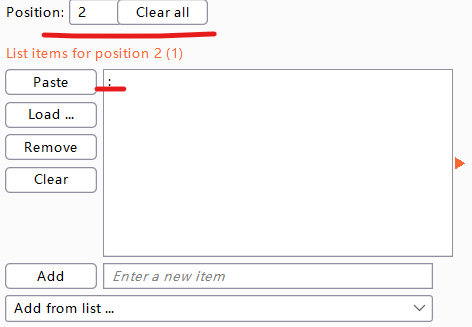 Position: 2 Clear all
List items for position 2 (1)
Paste :
Load ...
Remove
Clear
Add Enter a new item
Add from list ...